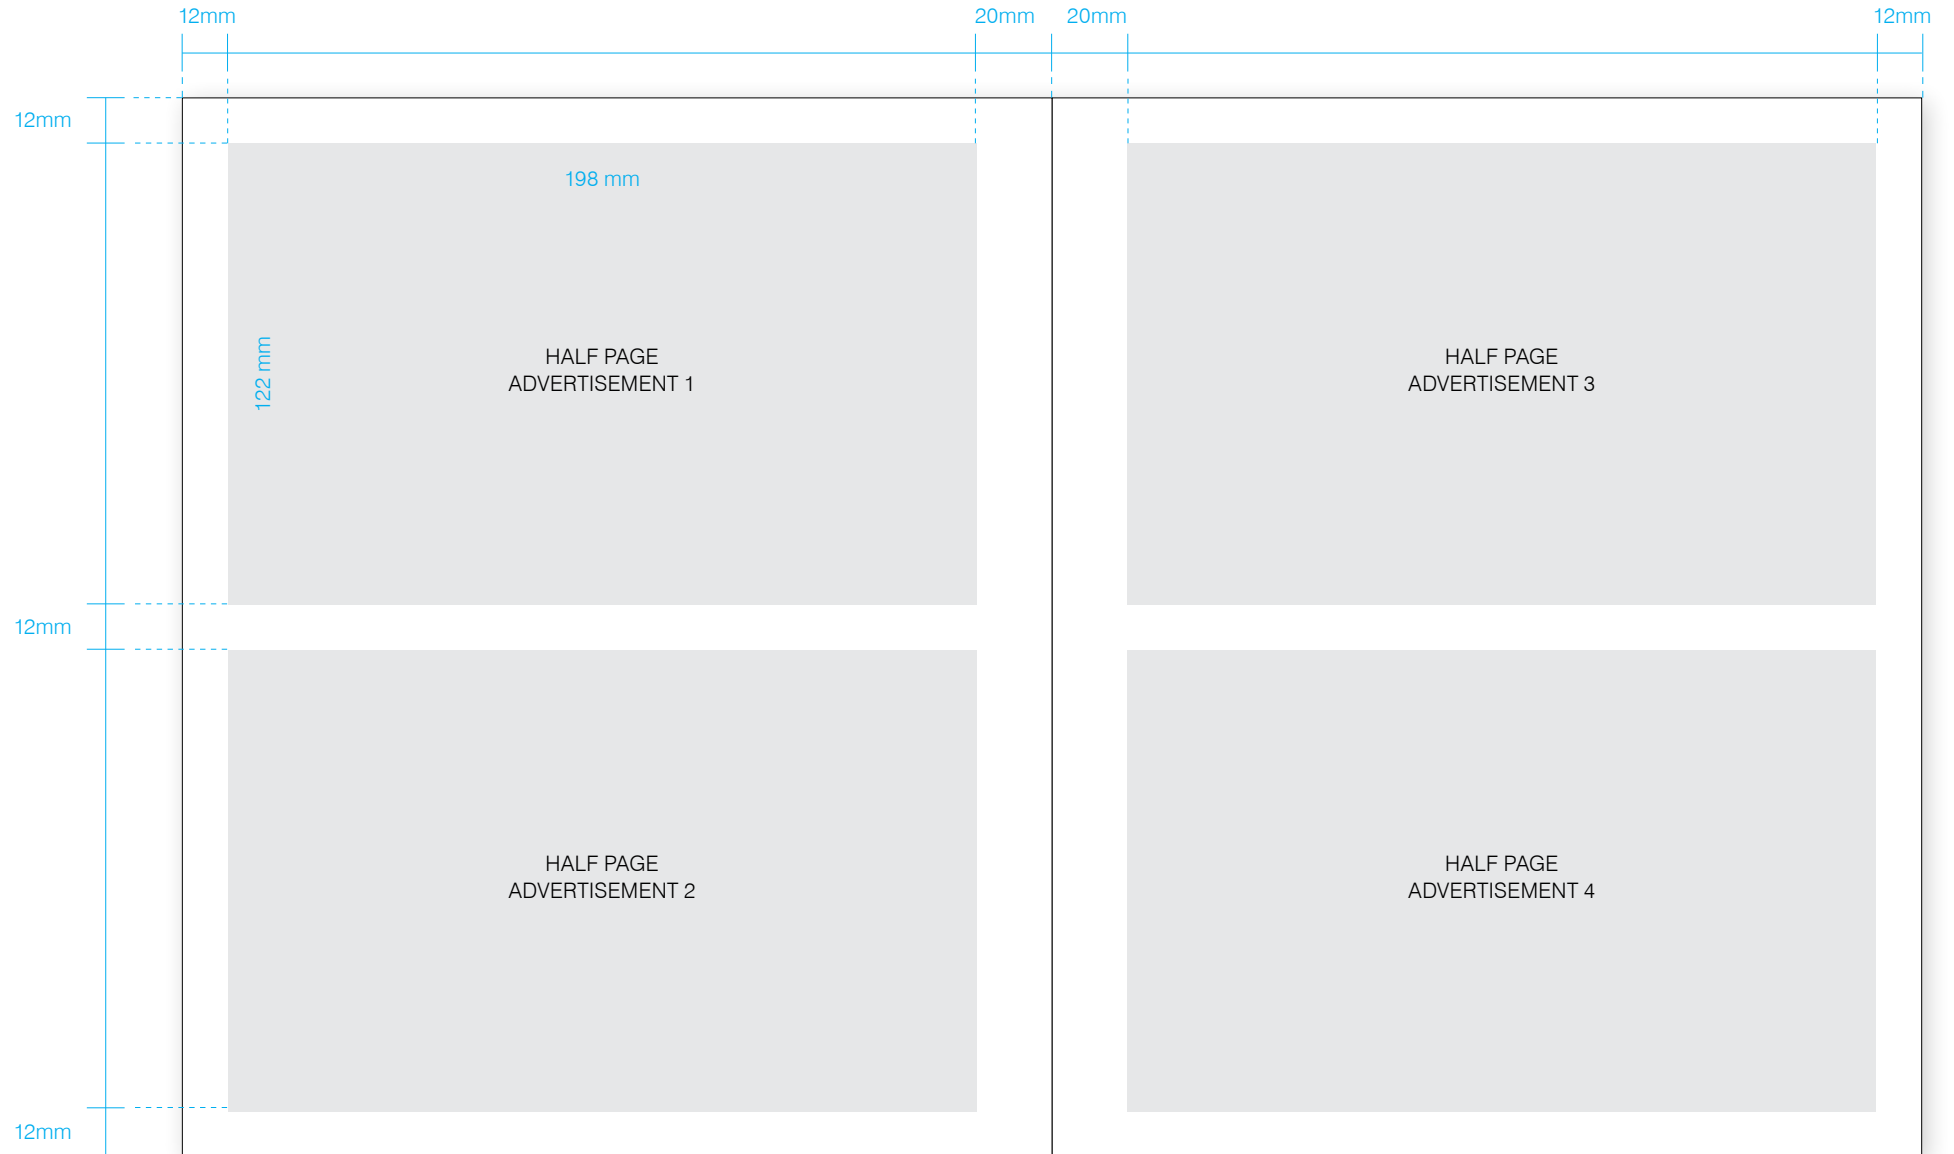 12mm
20mm
20mm
12mm
12mm
198 mm
122 mm
HALF PAGE
ADVERTISEMENT 1
HALF PAGE
ADVERTISEMENT 3
12mm
HALF PAGE
ADVERTISEMENT 2
HALF PAGE
ADVERTISEMENT 4
12mm